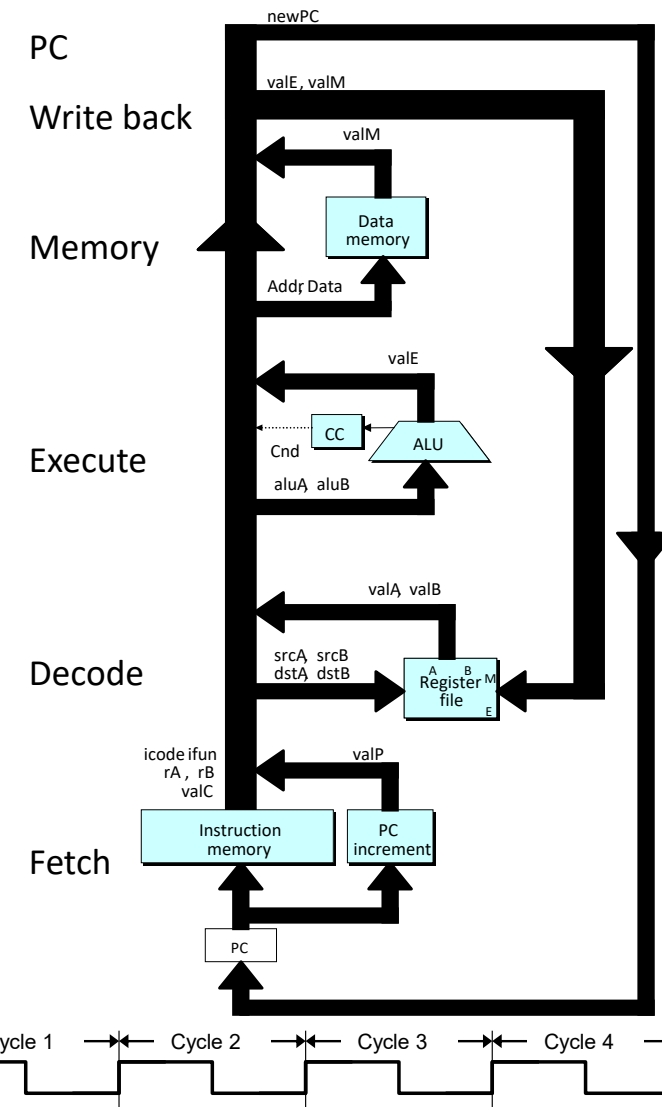 newPC
PC
valE, valM
Write back
valM
Data
memory
Memory
Addr, Data
valE
CC
ALU
Cnd
Execute
aluA, aluB
valA, valB
srcA, srcB
dstA, dstB
A B
Register M
file
E
Decode
icode ifun
rA , rB
valC
valP
Instruction
memory
PC
increment
Fetch
PC
ycle 1 Cycle 2 Cycle 3 Cycle 4